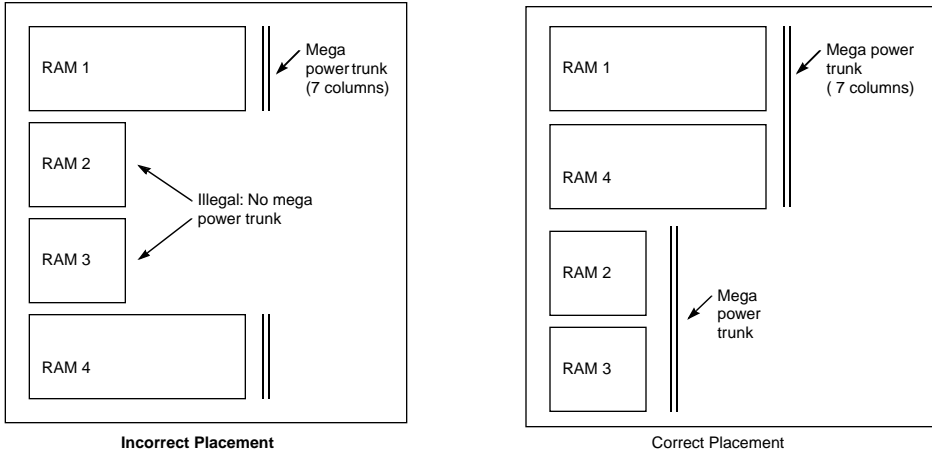 RAM 1
Mega
power trunk
(7 columns)
RAM 2
Illegal: No mega
power trunk
RAM 3
RAM 4
Incorrect Placement
RAM 1
Mega power
trunk
( 7 columns)
RAM 4
RAM 2
Mega
power
trunk
RAM 3
Correct Placement